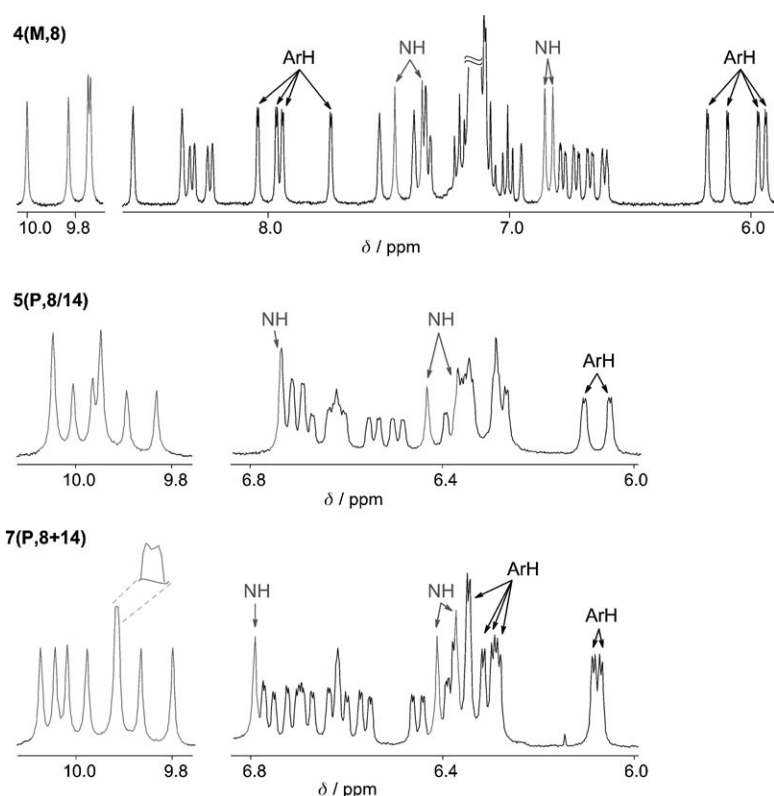 4(M,8)
ArH NH NH ArH
10.0 9.8 8.0 7.0 6.0
δ / ppm
5(P,8/14)
NH NH ArH
10.0 9.8 6.8 6.4 6.0
δ / ppm
7(P,8+14)
NH NH ArH ArH
10.0 9.8 6.8 6.4 6.0
δ / ppm